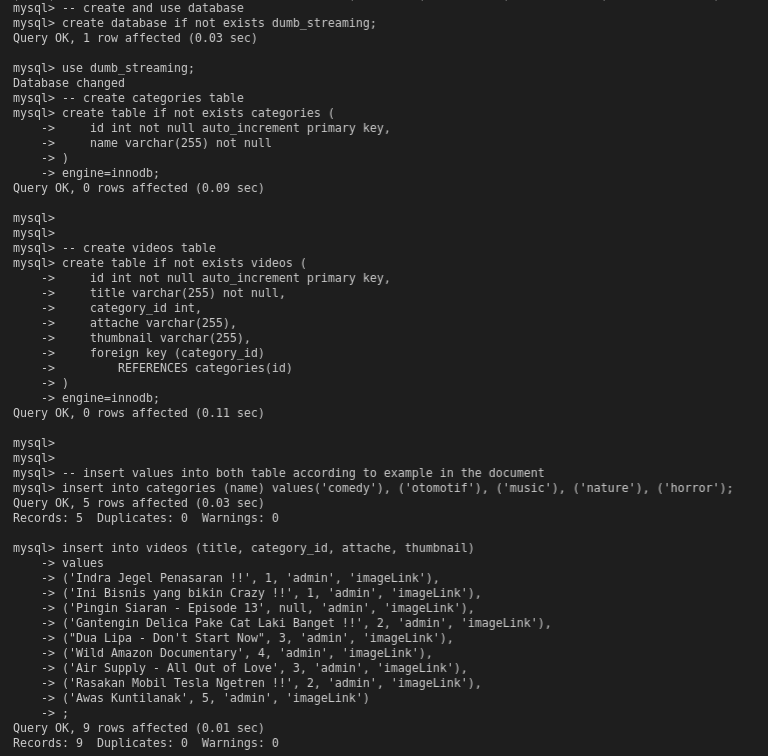 mysql> -- create and use database
mysql> create database if not exists dumb_streaming;
Query OK, 1 row affected (0.03 sec)

mysql> use dumb_streaming;
Database changed
mysql> -- create categories table
mysql> create table if not exists categories (
    ->     id int not null auto_increment primary key,
    ->     name varchar(255) not null
    -> )
    -> engine=innodb;
Query OK, 0 rows affected (0.09 sec)

mysql>
mysql>
mysql> -- create videos table
mysql> create table if not exists videos (
    ->     id int not null auto_increment primary key,
    ->     title varchar(255) not null,
    ->     category_id int,
    ->     attache varchar(255),
    ->     thumbnail varchar(255),
    ->     foreign key (category_id)
    ->         REFERENCES categories(id)
    -> )
    -> engine=innodb;
Query OK, 0 rows affected (0.11 sec)

mysql>
mysql>
mysql> -- insert values into both table according to example in the document
mysql> insert into categories (name) values('comedy'), ('otomotif'), ('music'), ('nature'), ('horror');
Query OK, 5 rows affected (0.03 sec)
Records: 5  Duplicates: 0  Warnings: 0

mysql> insert into videos (title, category_id, attache, thumbnail)
    -> values
    -> ('Indra Jegel Penasaran !!', 1, 'admin', 'imageLink'),
    -> ('Ini Bisnis yang bikin Crazy !!', 1, 'admin', 'imageLink'),
    -> ('Pingin Siaran - Episode 13', null, 'admin', 'imageLink'),
    -> ('Gantengin Delica Pake Cat Laki Banget !!', 2, 'admin', 'imageLink'),
    -> ("Dua Lipa - Don't Start Now", 3, 'admin', 'imageLink'),
    -> ('Wild Amazon Documentary', 4, 'admin', 'imageLink'),
    -> ('Air Supply - All Out of Love', 3, 'admin', 'imageLink'),
    -> ('Rasakan Mobil Tesla Ngetren !!', 2, 'admin', 'imageLink'),
    -> ('Awas Kuntilanak', 5, 'admin', 'imageLink')
    -> ;
Query OK, 9 rows affected (0.01 sec)
Records: 9  Duplicates: 0  Warnings: 0